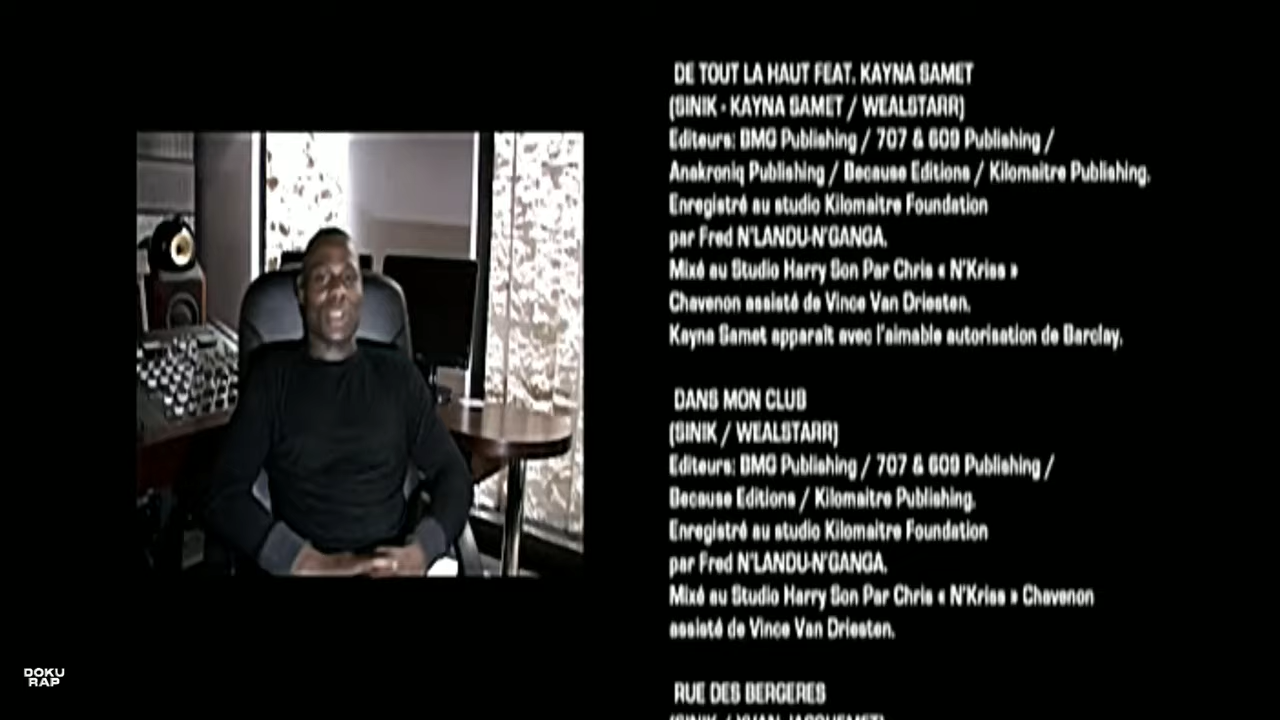 DE TOUT LA HAUT FEAT. KAYNA SAMET
(SINIK - KAYNA SAMET / WEALSTARR)
Editeurs: BMG Publishing / 707 & 609 Publishing /
Anakroniq Publishing / Because Editions / Kilomaitre Publishing.
Enregistré au studio Kilomaitre Foundation
par Fred N'LANDU-N'GANGA.
Mixé au Studio Harry Son Par Chris « N'Kriss »
Chavenon assisté de Vince Van Driesten.
Kayna Samet apparaît avec l'aimable autorisation de Barclay.
DANS MON CLUB
(SINIK / WEALSTARR)
Editeurs: BMG Publishing / 707 & 609 Publishing /
Because Editions / Kilomaitre Publishing.
Enregistré au studio Kilomaitre Foundation
par Fred N'LANDU-N'GANGA.
Mixé au Studio Harry Son Par Chris « N'Kriss » Chavenon
assisté de Vince Van Driesten.
RUE DES BERGERES
DOKU
RAP